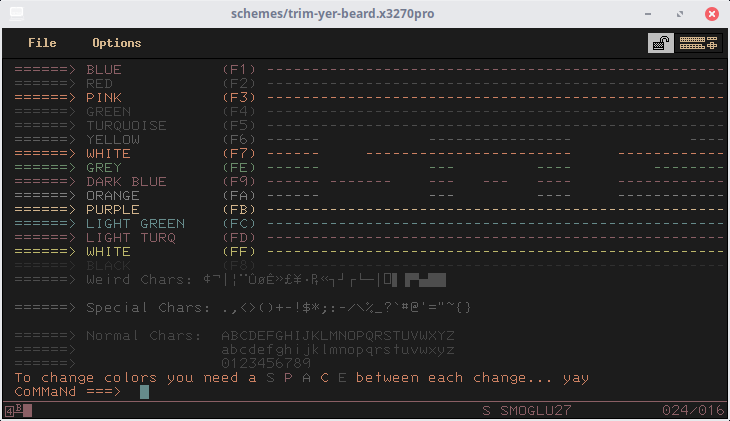 schemes/trim-yer-beard.x3270pro
File Options
======> BLUE (F1) ----------------------------------------------------
======> RED (F2) ----------------------------------------------------
======> PINK (F3) ----------------------------------------------------
======> GREEN (F4) ----------------------------------------------------
======> TURQUOISE (F5) ----------------------------------------------------
======> YELLOW (F6) ------ --- ---- -----
======> WHITE (F7) ------ --- ---- -----
======> GREY (FE) ------ --- --- ---- -----
======> DARK BLUE (F9) ------ --- --- ---- -----
======> ORANGE (FA) ------ --- ---- -----
======> PURPLE (FB) ----------------------------------------------------
======> LIGHT GREEN (FC) ----------------------------------------------------
======> LIGHT TURQ (FD) ----------------------------------------------------
======> WHITE (FF) ----------------------------------------------------
======> BLACK (F8)
======> Weird Chars:
======> Special Chars: .,<>()+-!$*;:-/\%_?`#@'="~{}
======> Normal Chars: ABCDEFGHIJKLMNOPQRSTUVWXYZ
======> abcdefghijklmnopqrstuvwxyz
======> 0123456789
To change colors you need a S P A C E between each change... yay
CoMMaNd ===>
4 B S SMOGLU27 024/016